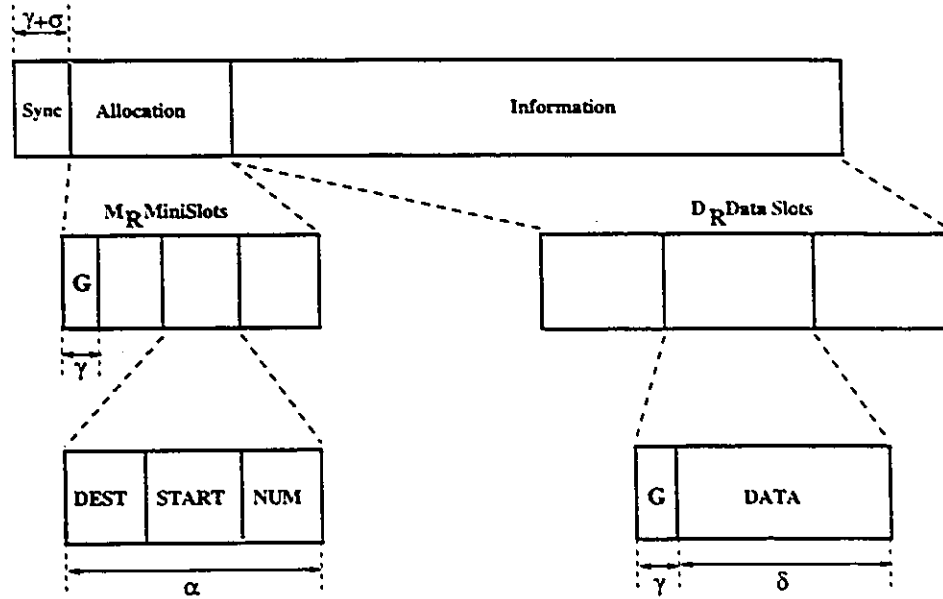 γ+σ
Sync Allocation Information
M_R MiniSlots D_R Data Slots
G
γ
DEST START NUM G DATA
α γ δ